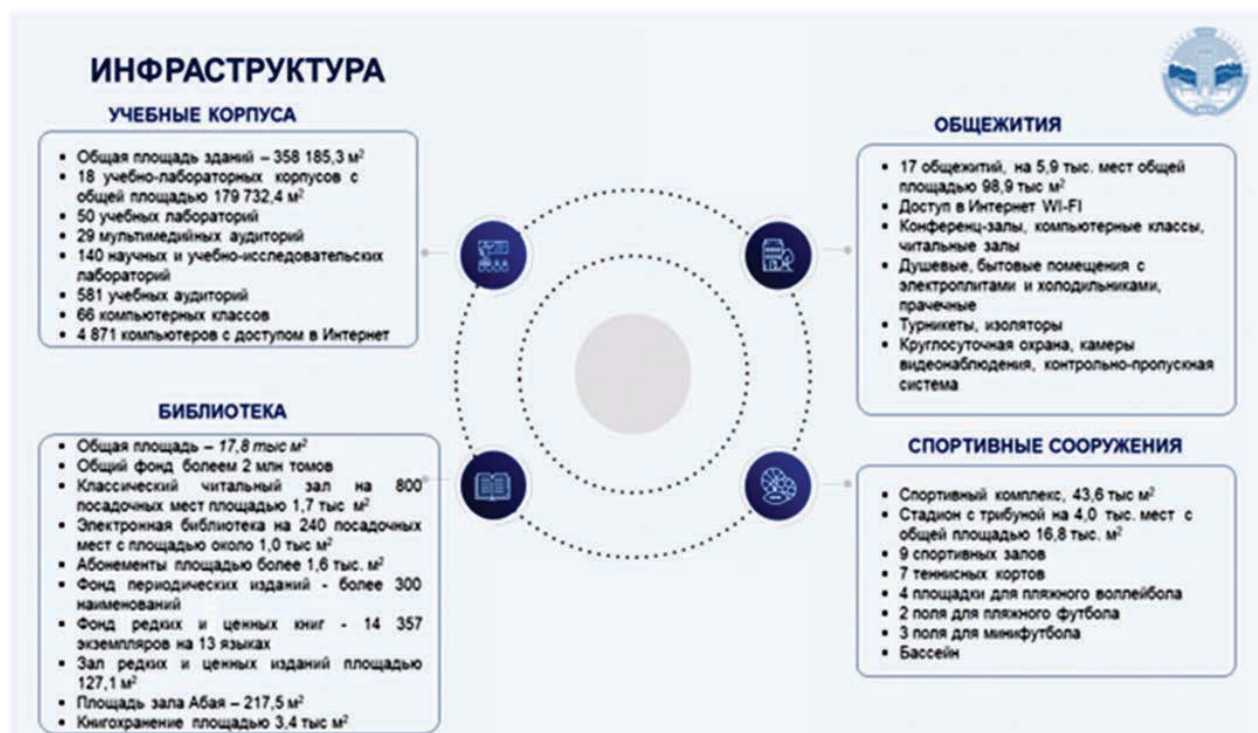 ИНФРАСТРУКТУРА
УЧЕБНЫЕ КОРПУСА
▪ Общая площадь зданий – 358 185,3 м²
▪ 18 учебно-лабораторных корпусов с
общей площадью 179 732,4 м²
▪ 50 учебных лабораторий
▪ 29 мультимедийных аудиторий
▪ 140 научных и учебно-исследовательских
лабораторий
▪ 581 учебных аудиторий
▪ 66 компьютерных классов
▪ 4 871 компьютеров с доступом в Интернет
БИБЛИОТЕКА
▪ Общая площадь – 17,8 тыс м²
▪ Общий фонд болеем 2 млн томов
▪ Классический читальный зал на 800
посадочных мест площадью 1,7 тыс м²
▪ Электронная библиотека на 240 посадочных
мест с площадью около 1,0 тыс м²
▪ Абонементы площадью более 1,6 тыс. м²
▪ Фонд периодических изданий - более 300
наименований
▪ Фонд редких и ценных книг - 14 357
экземпляров на 13 языках
▪ Зал редких и ценных изданий площадью
127,1 м²
▪ Площадь зала Абая – 217,5 м²
▪ Книгохранение площадью 3,4 тыс м²
ОБЩЕЖИТИЯ
▪ 17 общежитий, на 5,9 тыс. мест общей
площадью 98,9 тыс м²
▪ Доступ в Интернет WI-FI
▪ Конференц-залы, компьютерные классы,
читальные залы
▪ Душевые, бытовые помещения с
электроплитами и холодильниками,
прачечные
▪ Турникеты, изоляторы
▪ Круглосуточная охрана, камеры
видеонаблюдения, контрольно-пропускная
система
СПОРТИВНЫЕ СООРУЖЕНИЯ
▪ Спортивный комплекс, 43,6 тыс м²
▪ Стадион с трибуной на 4,0 тыс. мест с
общей площадью 16,8 тыс. м²
▪ 9 спортивных залов
▪ 7 теннисных кортов
▪ 4 площадки для пляжного воллейбола
▪ 2 поля для пляжного футбола
▪ 3 поля для минифутбола
▪ Бассейн